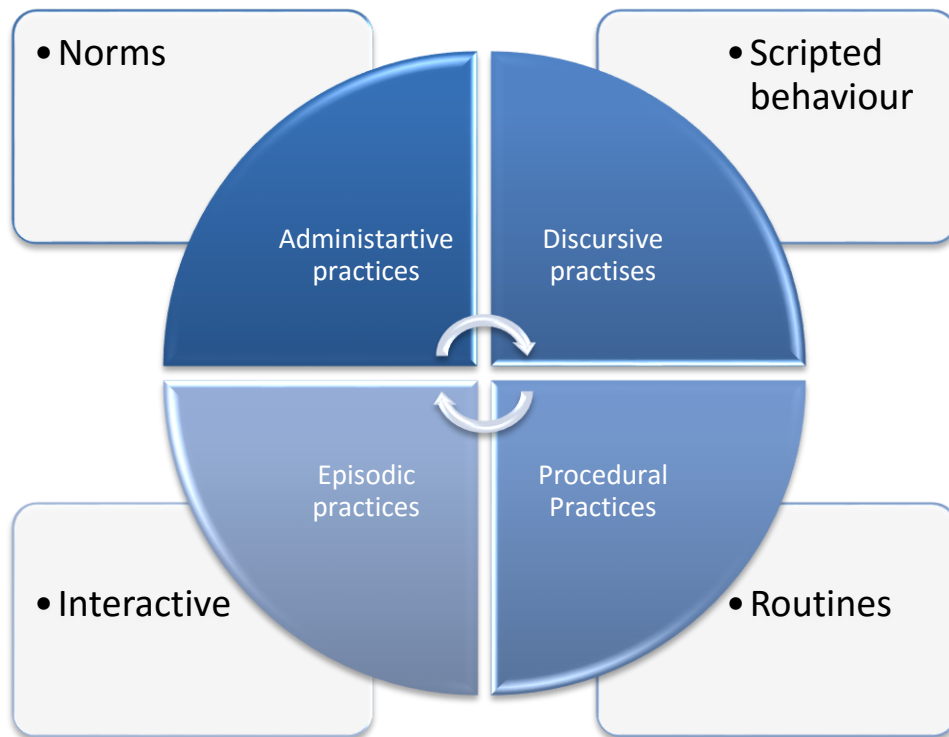 • Norms
• Scripted
behaviour
Administartive
practices
Discursive
practises
Episodic
practices
Procedural
Practices
• Interactive
• Routines